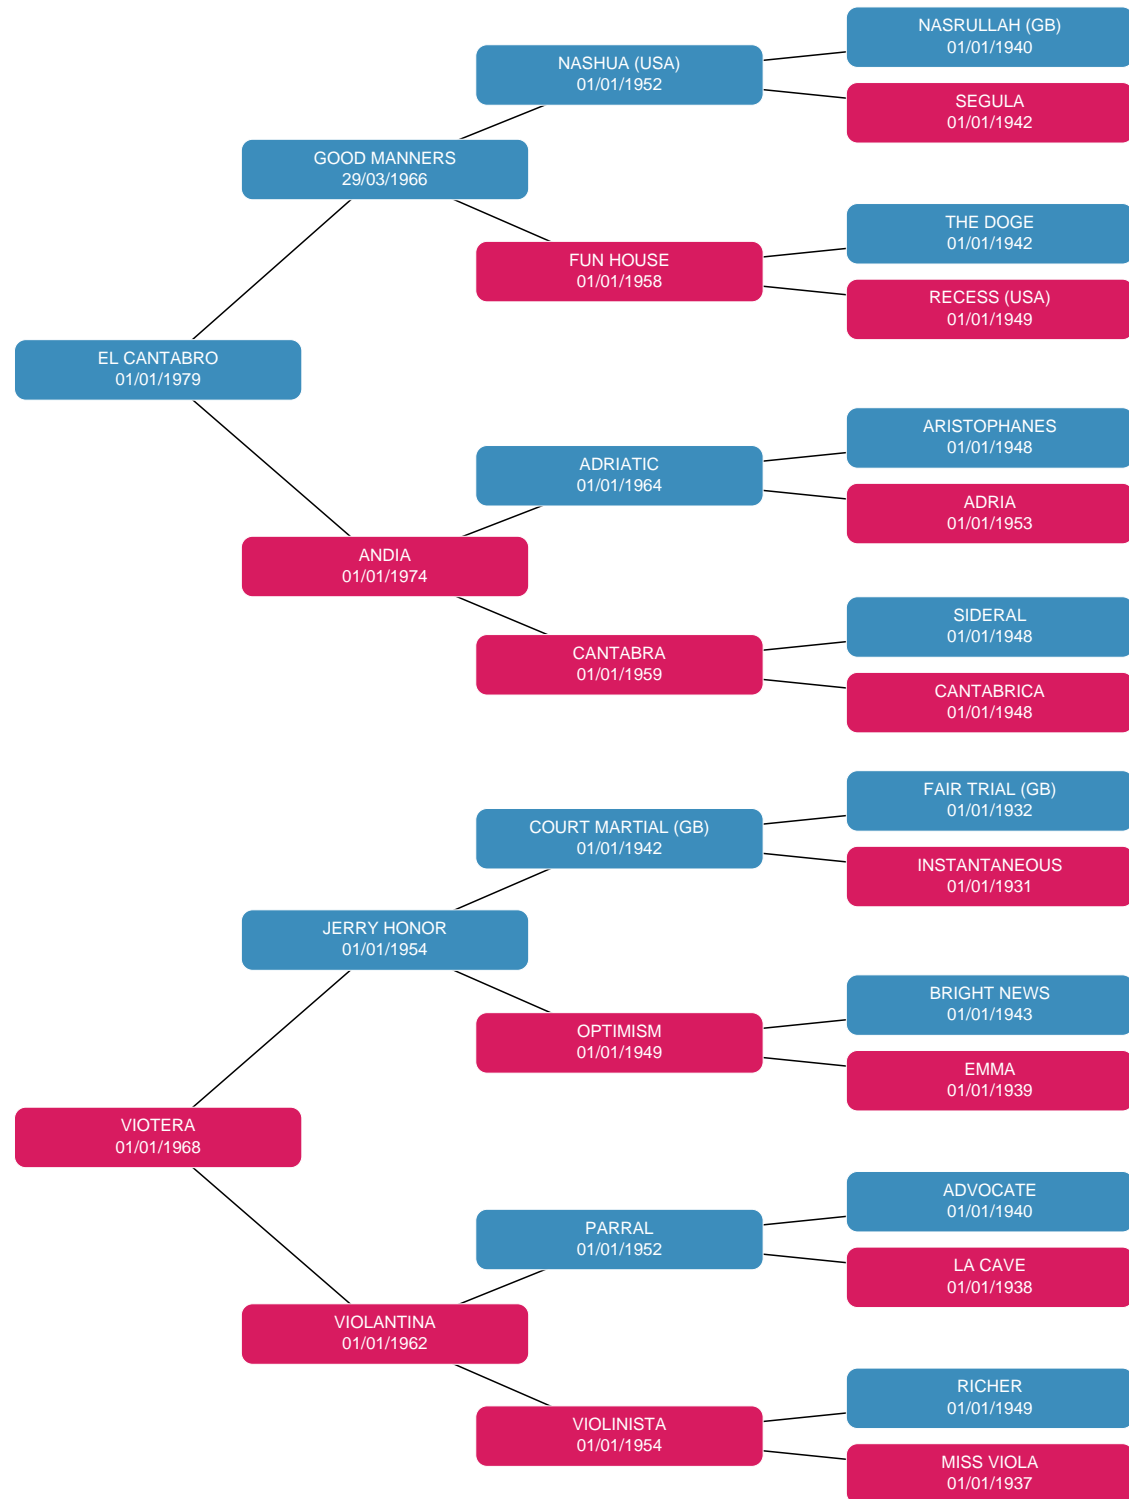 NASRULLAH (GB)
01/01/1940
NASHUA (USA)
01/01/1952
SEGULA
01/01/1942
GOOD MANNERS
29/03/1966
THE DOGE
01/01/1942
FUN HOUSE
01/01/1958
RECESS (USA)
01/01/1949
EL CANTABRO
01/01/1979
ARISTOPHANES
01/01/1948
ADRIATIC
01/01/1964
ADRIA
01/01/1953
ANDIA
01/01/1974
SIDERAL
01/01/1948
CANTABRA
01/01/1959
CANTABRICA
01/01/1948
FAIR TRIAL (GB)
01/01/1932
COURT MARTIAL (GB)
01/01/1942
INSTANTANEOUS
01/01/1931
JERRY HONOR
01/01/1954
BRIGHT NEWS
01/01/1943
OPTIMISM
01/01/1949
EMMA
01/01/1939
VIOTERA
01/01/1968
ADVOCATE
01/01/1940
PARRAL
01/01/1952
LA CAVE
01/01/1938
VIOLANTINA
01/01/1962
RICHER
01/01/1949
VIOLINISTA
01/01/1954
MISS VIOLA
01/01/1937